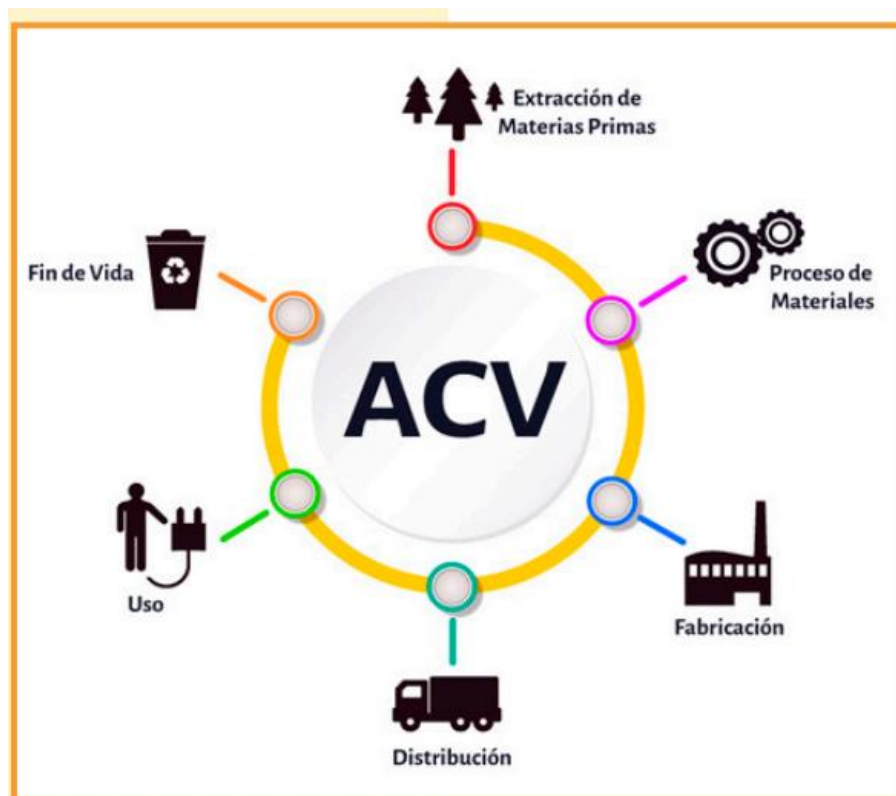 Extracción de
Materias Primas
Proceso de
Materiales
Fin de Vida
ACV
Uso
Fabricación
Distribución